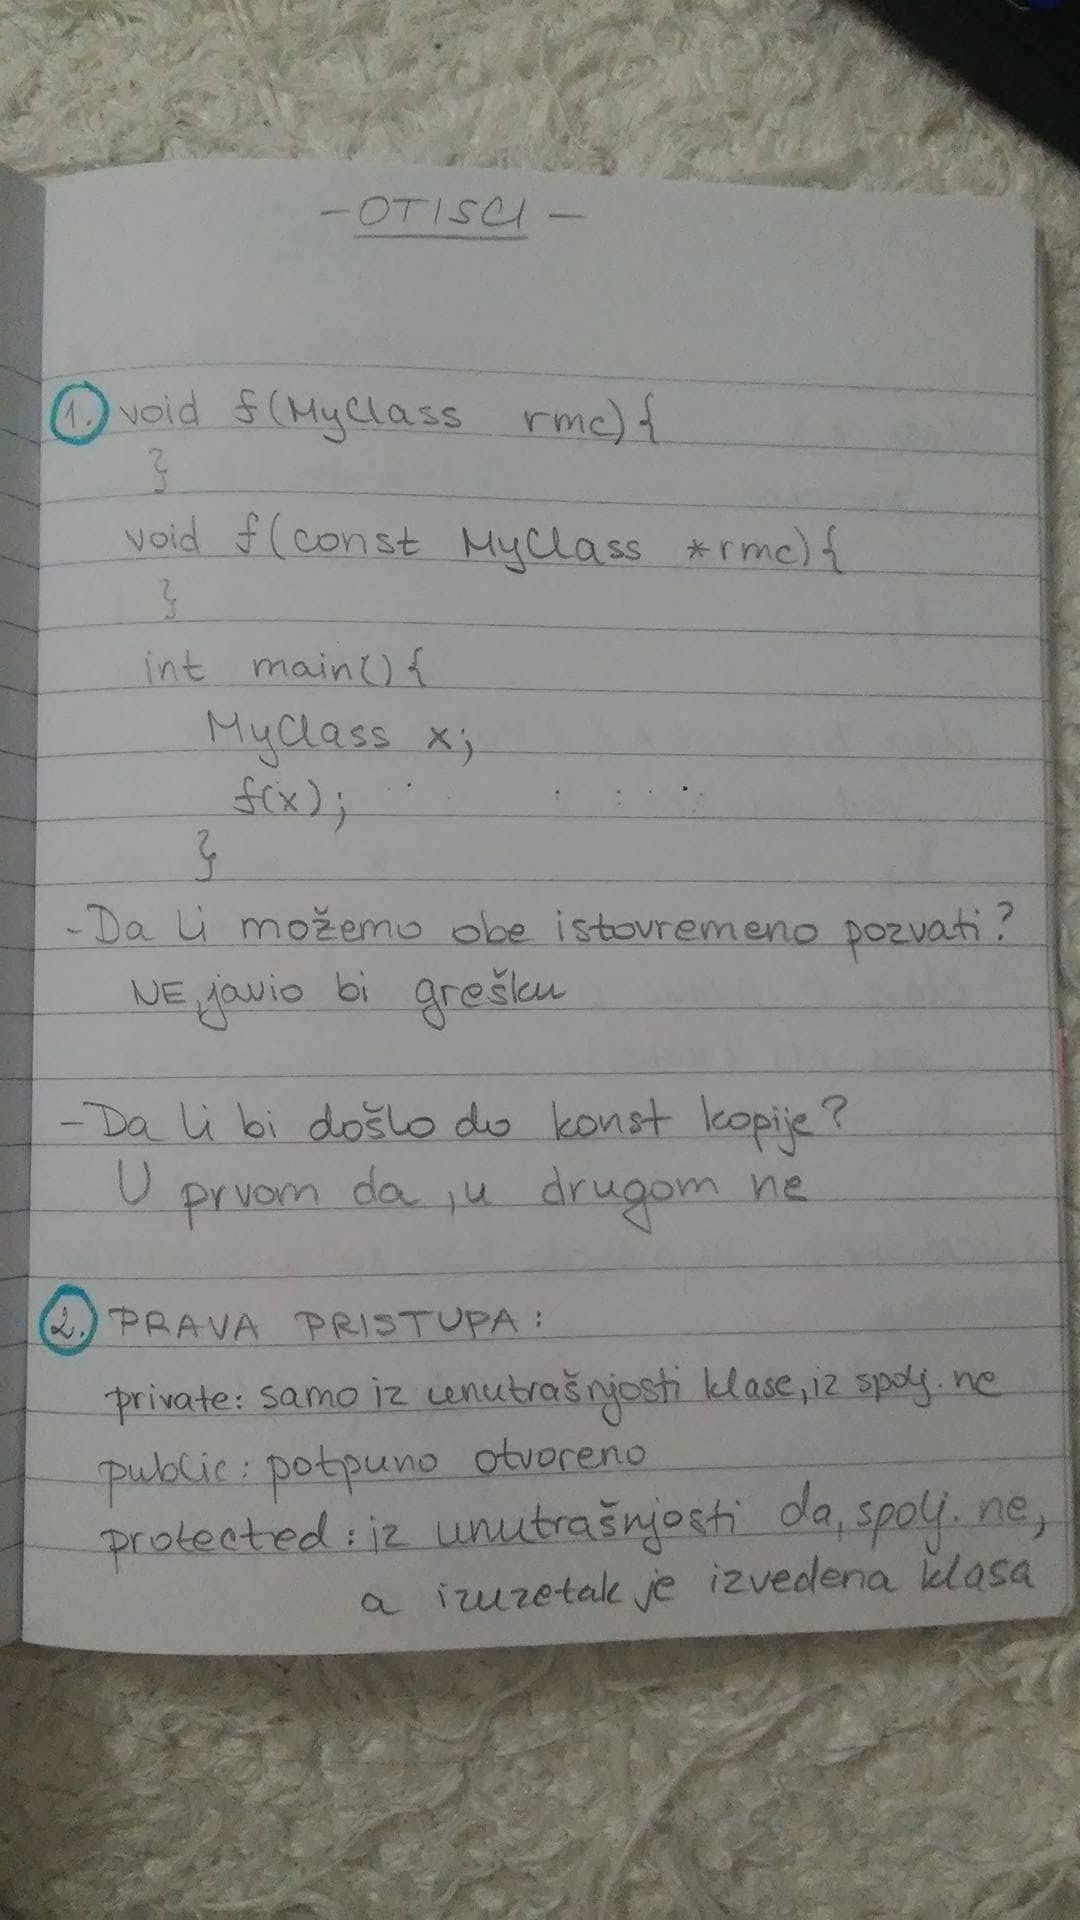 - OTISCI -
1. void f(MyClass rmc){
}
void f(const MyClass *rmc){
}
int main(){
MyClass x;
f(x);
}
- Da li možemo obe istovremeno pozvati?
NE, javio bi grešku
- Da li bi došlo do konst kopije?
U prvom da, u drugom ne
2. PRAVA PRISTUPA:
private: samo iz unutrašnjosti klase, iz spolj. ne
public: potpuno otvoreno
protected: iz unutrašnjosti da, spolj. ne,
a izuzetak je izvedena klasa